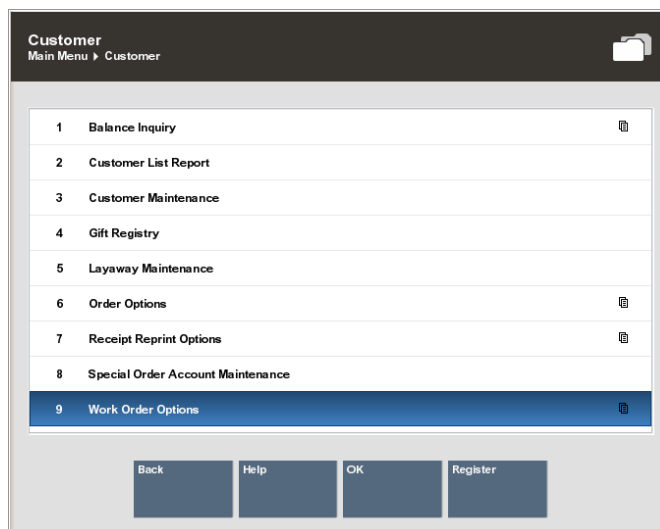 Customer
Main Menu ▸ Customer
1 Balance Inquiry
2 Customer List Report
3 Customer Maintenance
4 Gift Registry
5 Layaway Maintenance
6 Order Options
7 Receipt Reprint Options
8 Special Order Account Maintenance
9 Work Order Options
Back Help OK Register